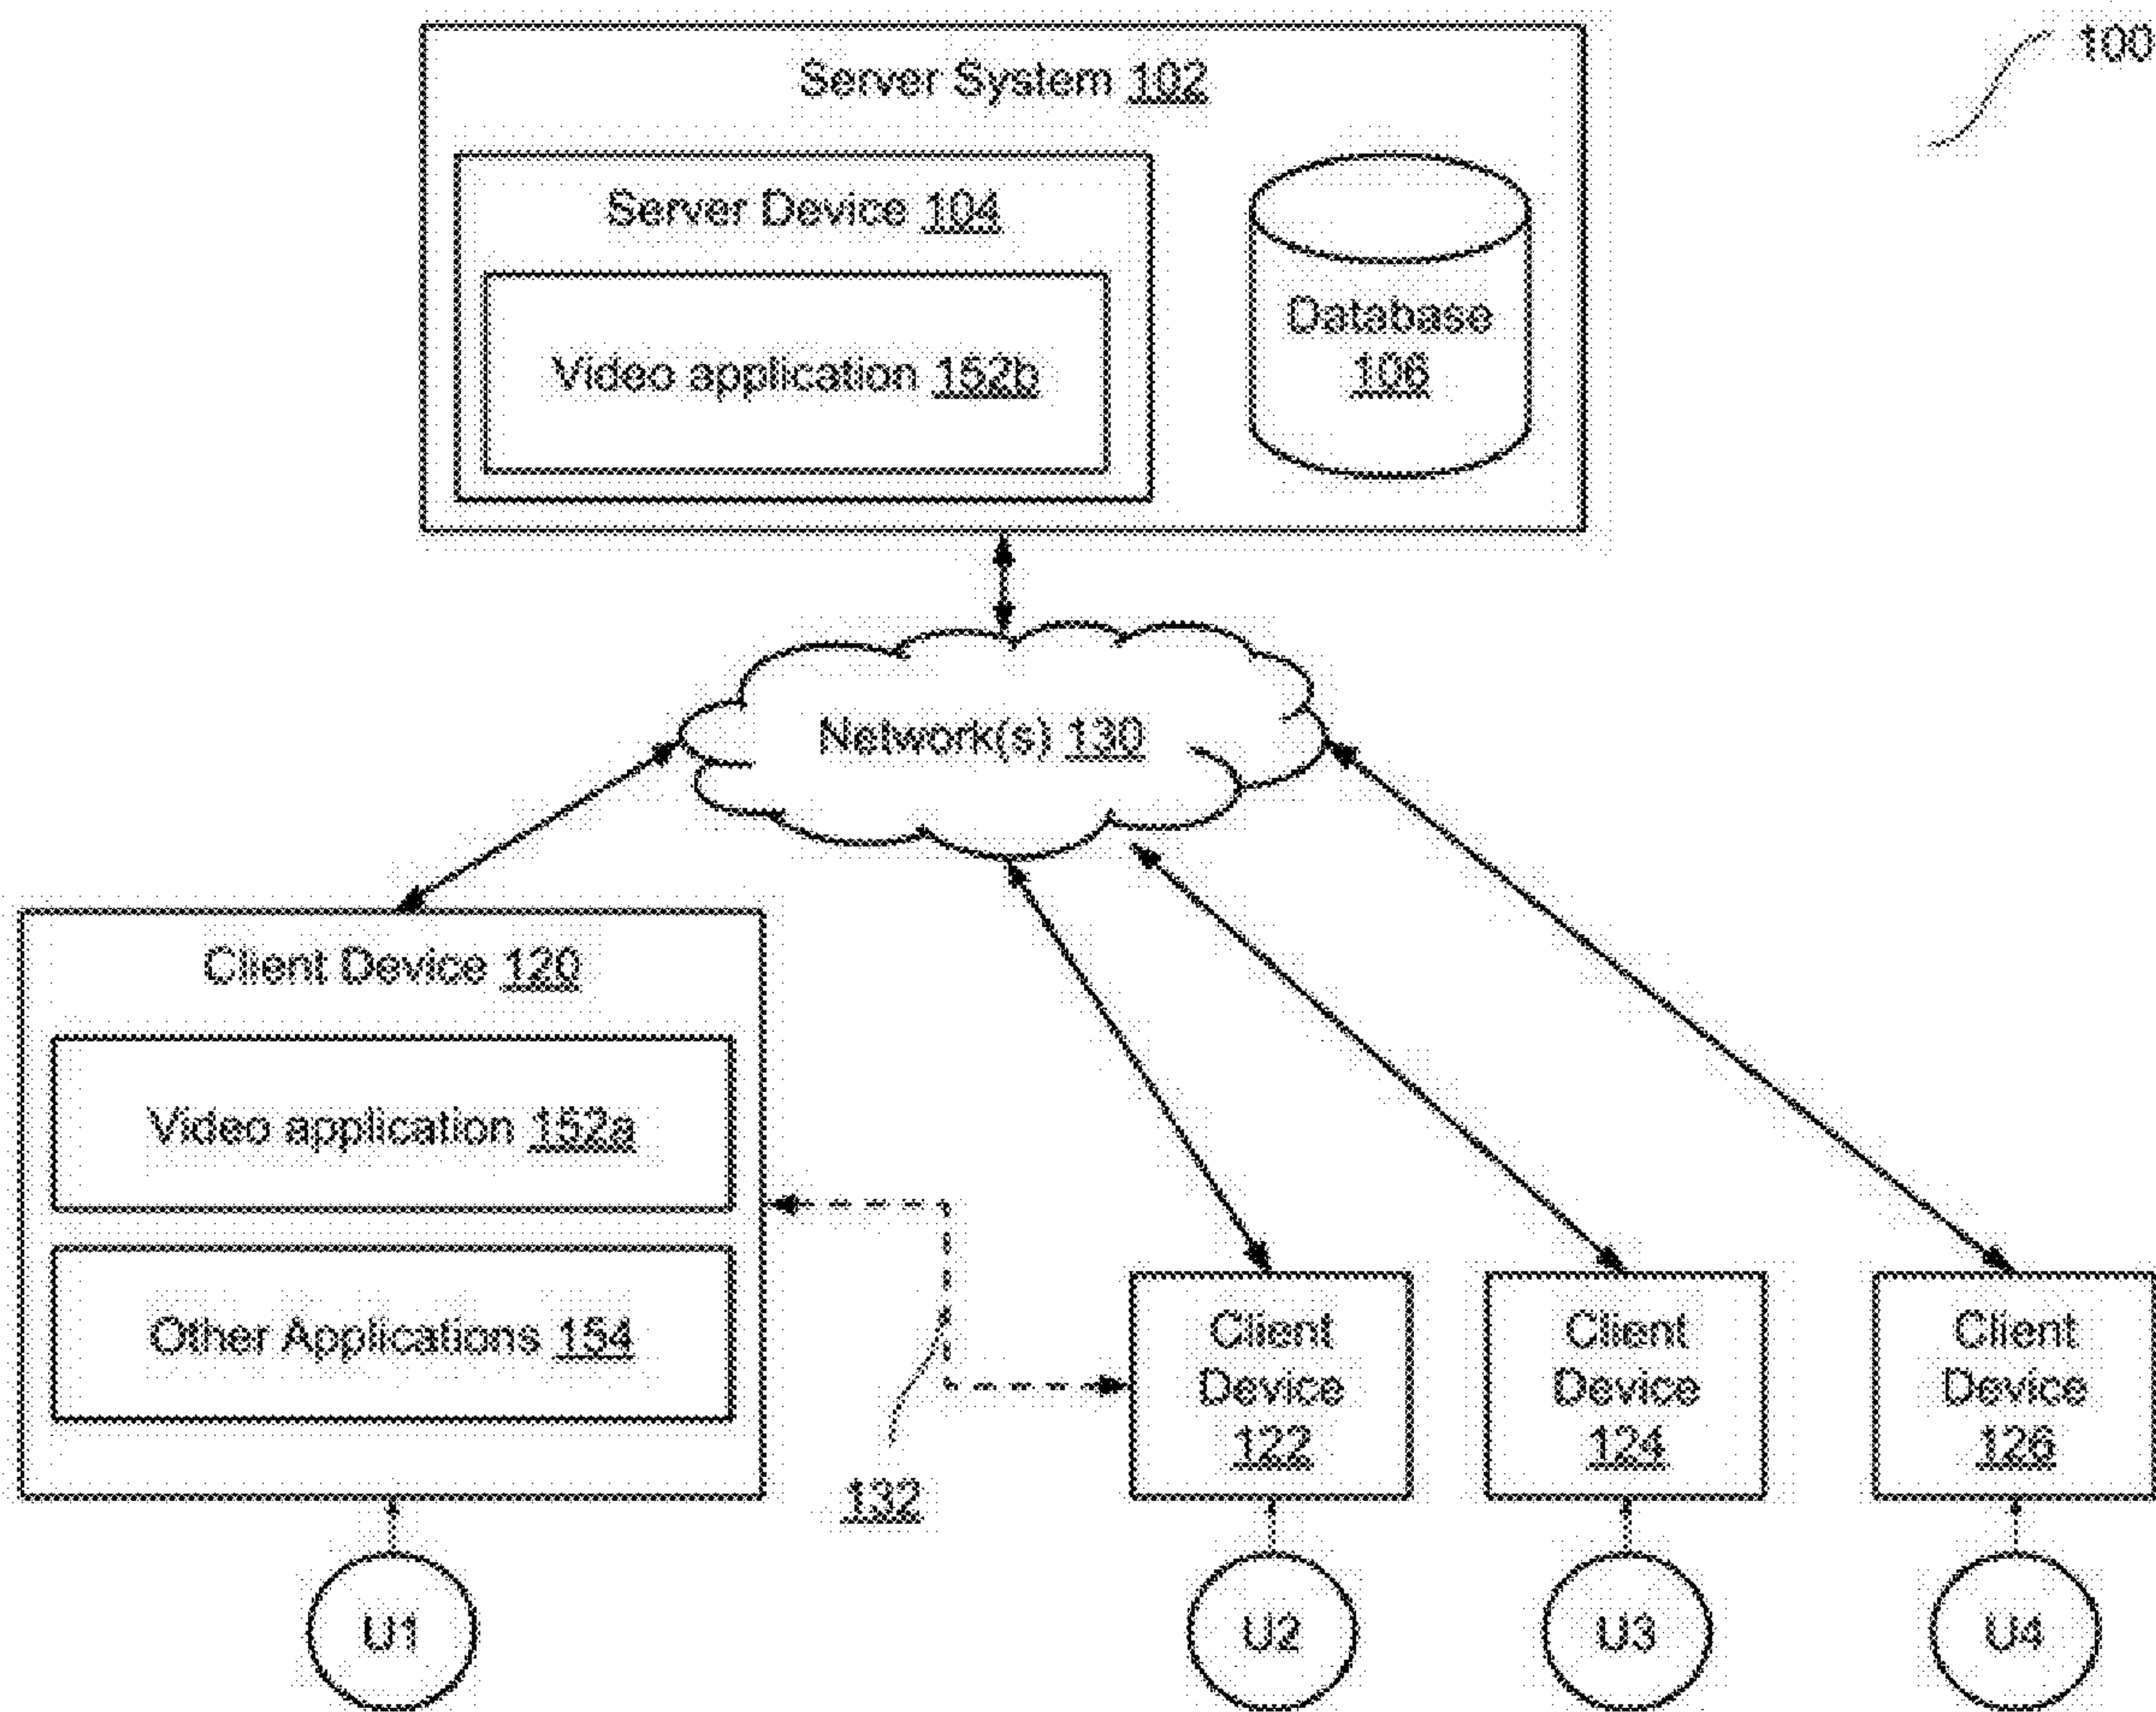 100
Server System 102
Server Device 104
Video application 152b
Database
106
Network(s) 130
Client Device 120
Video application 152a
Other Applications 154
132
Client
Device
122
Client
Device
124
Client
Device
126
U1
U2
U3
U4